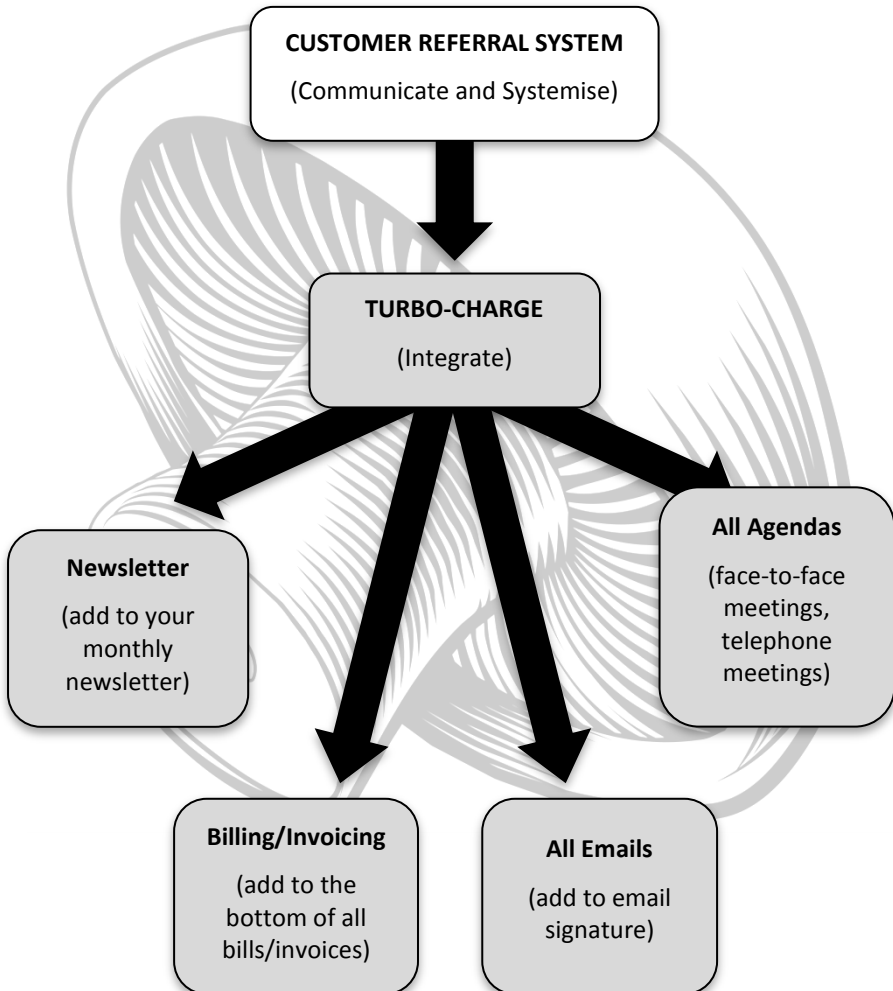 CUSTOMER REFERRAL SYSTEM
(Communicate and Systemise)
TURBO-CHARGE
(Integrate)
Newsletter
(add to your
monthly
newsletter)
All Agendas
(face-to-face
meetings,
telephone
meetings)
Billing/Invoicing
(add to the
bottom of all
bills/invoices)
All Emails
(add to email
signature)